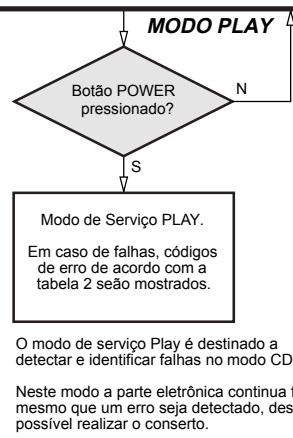 MODO PLAY
Botão POWER
pressionado?
N
S
Modo de Serviço PLAY.
Em caso de falhas, códigos
de erro de acordo com a
tabela 2 seão mostrados.
O modo de serviço Play é destinado a
detectar e identificar falhas no modo CD
Neste modo a parte eletrônica continua
mesmo que um erro seja detectado,
possível realizar o conserto.